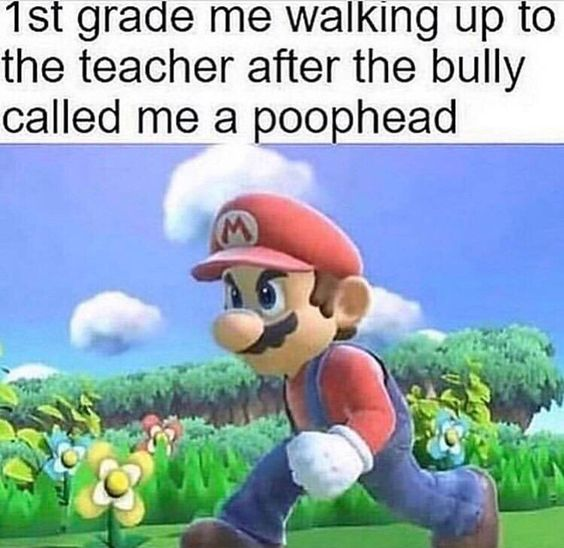 1st grade me walking up to
the teacher after the bully
called me a poophead
M